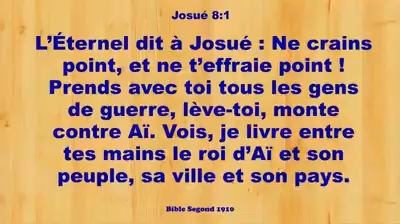 Josué 8:1
L’Éternel dit à Josué : Ne crains
point, et ne t’effraie point !
Prends avec toi tous les gens
de guerre, lève-toi, monte
contre Aï. Vois, je livre entre
tes mains le roi d’Aï et son
peuple, sa ville et son pays.
Bible Segond 1910